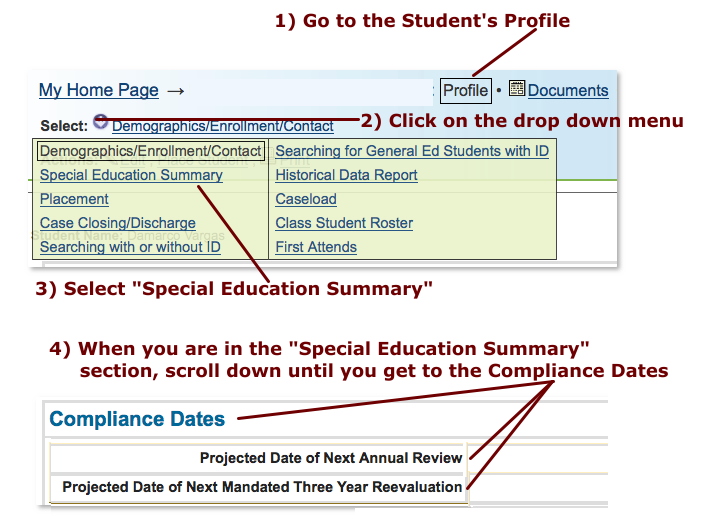 1) Go to the Student's Profile
My Home Page → : Profile • Documents
Select: Demographics/Enrollment/Contact
2) Click on the drop down menu
Demographics/Enrollment/Contact Searching for General Ed Students with ID
Special Education Summary Historical Data Report
Placement Caseload
Case Closing/Discharge Class Student Roster
Student Name: Damarco Vargas
Searching with or without ID First Attends
3) Select "Special Education Summary"
4) When you are in the "Special Education Summary"
section, scroll down until you get to the Compliance Dates
Compliance Dates
Projected Date of Next Annual Review
Projected Date of Next Mandated Three Year Reevaluation